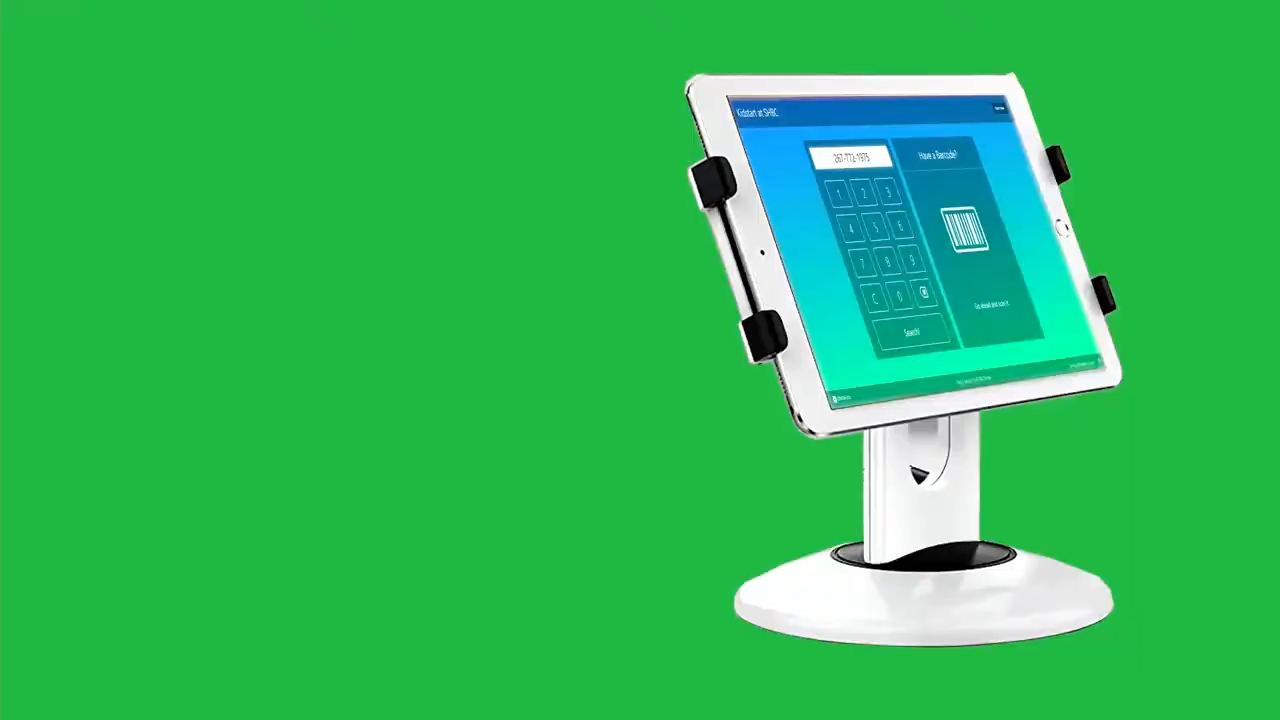 Kidstart at SHBC
267-772-1975
Have a Barcode?
1 2 3
4 5 6
7 8 9
C 0
Go ahead and scan it.
Search!